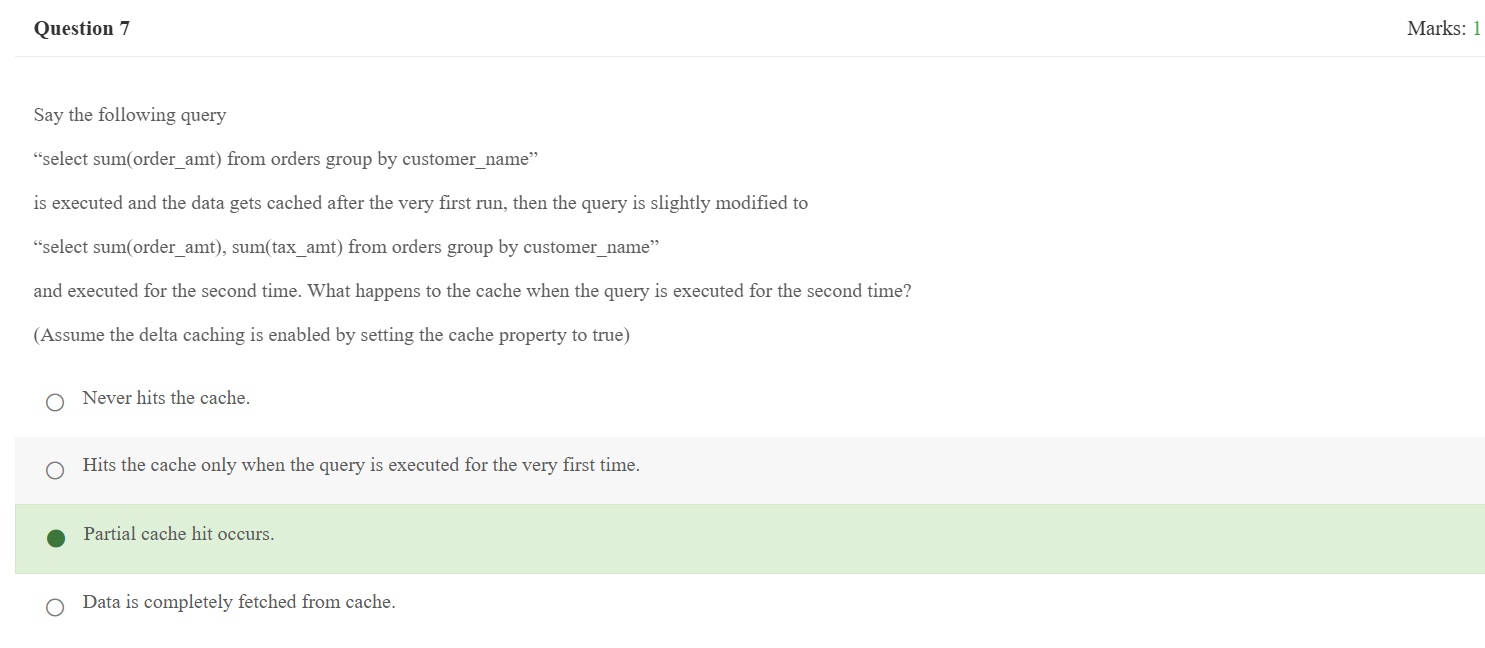 Question 7
Marks: 1
Say the following query
“select sum(order_amt) from orders group by customer_name”
is executed and the data gets cached after the very first run, then the query is slightly modified to
“select sum(order_amt), sum(tax_amt) from orders group by customer_name”
and executed for the second time. What happens to the cache when the query is executed for the second time?
(Assume the delta caching is enabled by setting the cache property to true)
Never hits the cache.
Hits the cache only when the query is executed for the very first time.
Partial cache hit occurs.
Data is completely fetched from cache.